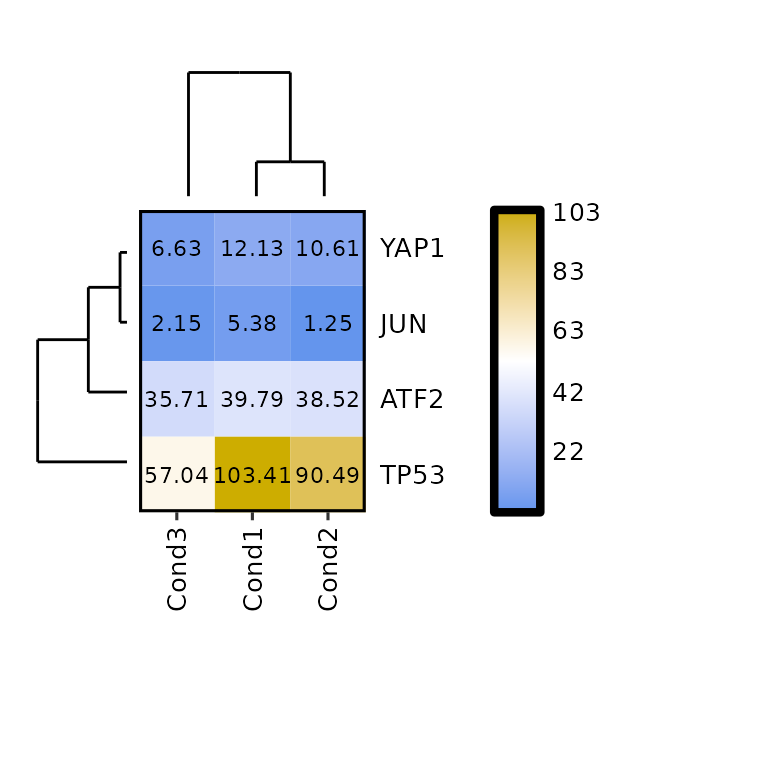 103
6.63 12.13 10.61 YAP1
83
2.15 5.38 1.25 JUN
63
35.71 39.79 38.52 ATF2
42
22
57.04 103.41 90.49 TP53
Cond3 Cond1 Cond2